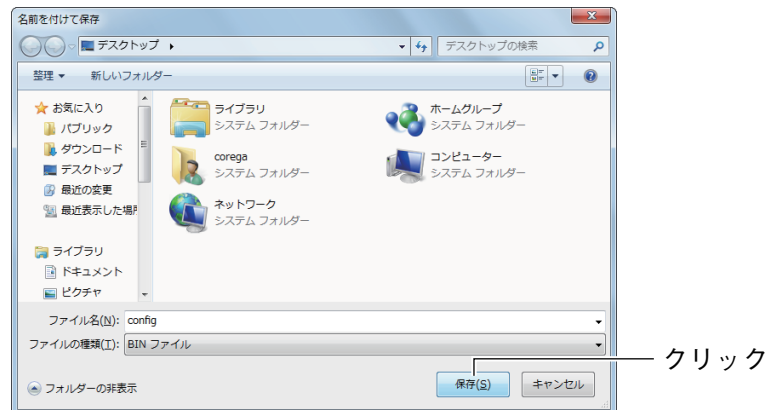 名前を付けて保存
デスクトップ
デスクトップの検索
整理 新しいフォルダー
お気に入り
パブリック
ダウンロード
デスクトップ
最近の変更
最近表示した場所
ライブラリ
ドキュメント
ピクチャ
ライブラリ
システム フォルダー
ホームグループ
システム フォルダー
corega
システム フォルダー
コンピューター
システム フォルダー
ネットワーク
システム フォルダー
ファイル名(N): config
ファイルの種類(T): BIN ファイル
フォルダーの非表示
保存(S) キャンセル
クリック